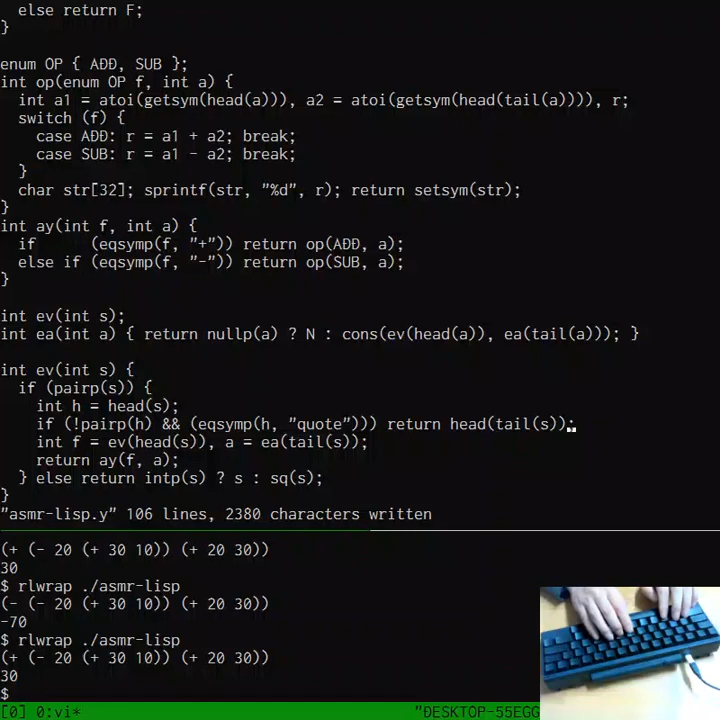 else return F;
}

enum OP { ADD, SUB };
int op(enum OP f, int a) {
  int a1 = atoi(getsym(head(a))), a2 = atoi(getsym(head(tail(a)))), r;
  switch (f) {
    case ADD: r = a1 + a2; break;
    case SUB: r = a1 - a2; break;
  }
  char str[32]; sprintf(str, "%d", r); return setsym(str);
}
int ay(int f, int a) {
  if      (eqsymp(f, "+")) return op(ADD, a);
  else if (eqsymp(f, "-")) return op(SUB, a);
}

int ev(int s);
int ea(int a) { return nullp(a) ? N : cons(ev(head(a)), ea(tail(a))); }

int ev(int s) {
  if (pairp(s)) {
    int h = head(s);
    if (!pairp(h) && (eqsymp(h, "quote"))) return head(tail(s));
    int f = ev(head(s)), a = ea(tail(s));
    return ay(f, a);
  } else return intp(s) ? s : sq(s);
}
"asmr-lisp.y" 106 lines, 2380 characters written
(+ (- 20 (+ 30 10)) (+ 20 30))
30
$ rlwrap ./asmr-lisp
(- (- 20 (+ 30 10)) (+ 20 30))
-70
$ rlwrap ./asmr-lisp
(+ (- 20 (+ 30 10)) (+ 20 30))
30
$
[0] 0:vi* "DESKTOP-55EGG